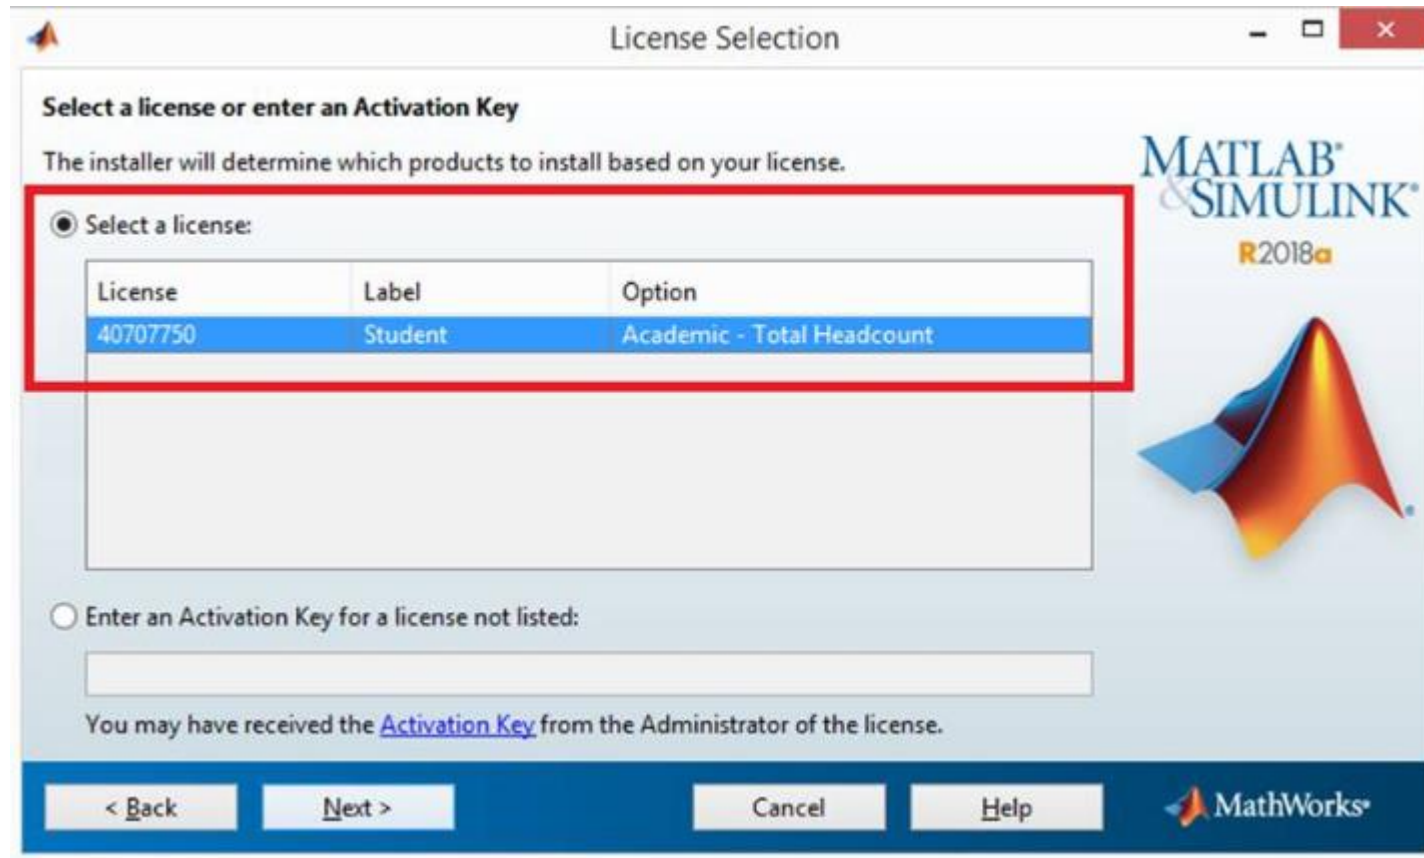 License Selection
Select a license or enter an Activation Key
The installer will determine which products to install based on your license.
MATLAB®
&SIMULINK®
R2018a
Select a license:
License Label Option
40707750 Student Academic - Total Headcount
Enter an Activation Key for a license not listed:
You may have received the Activation Key from the Administrator of the license.
< Back Next > Cancel Help MathWorks®